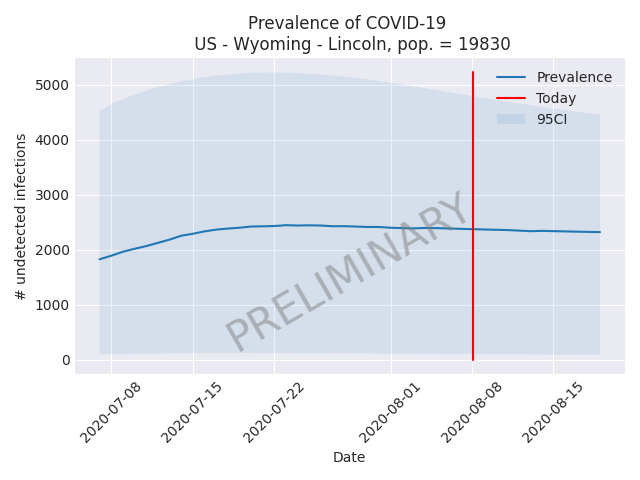 Prevalence of COVID-19
US - Wyoming - Lincoln, pop. = 19830
Prevalence
Today
95CI
5000
4000
3000
2000
1000
0
# undetected infections
PRELIMINARY
2020-07-08
2020-07-15
2020-07-22
2020-08-01
2020-08-08
2020-08-15
Date